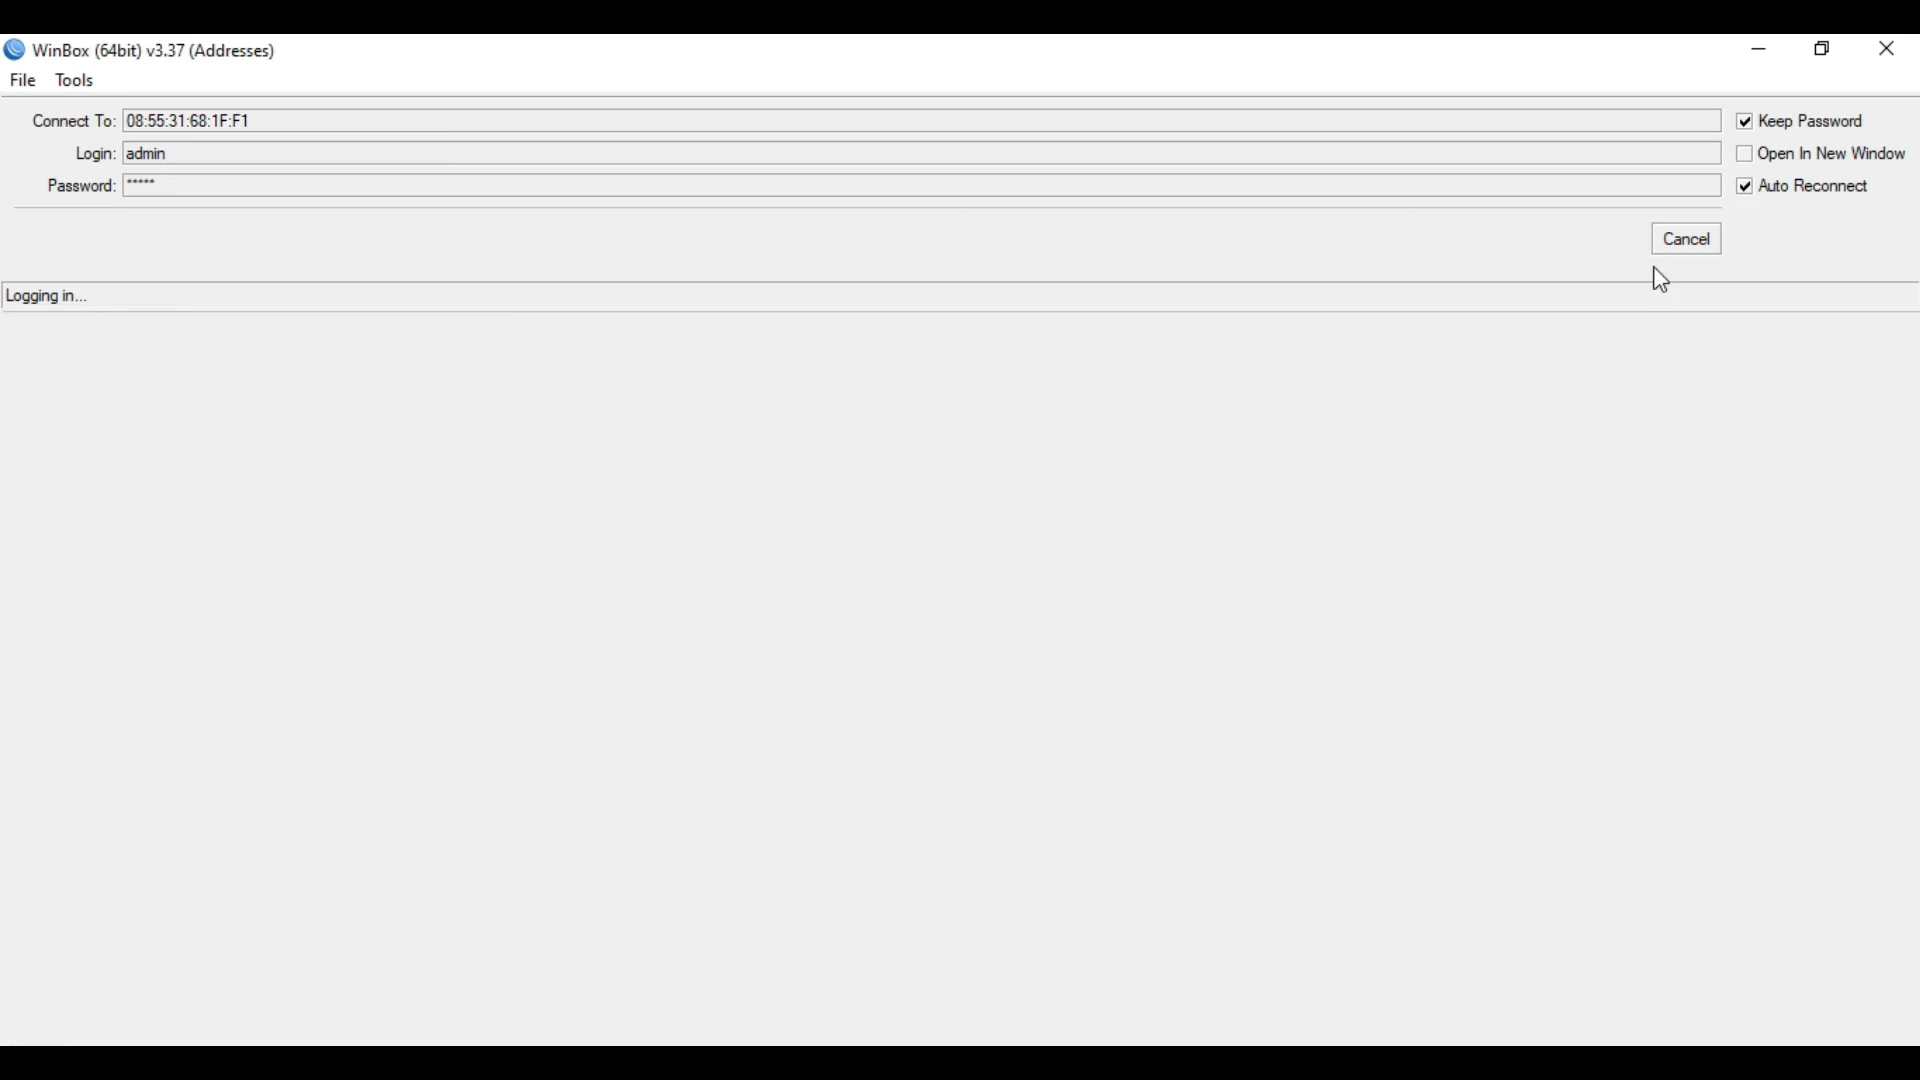 WinBox (64bit) v3.37 (Addresses)
File Tools
Connect To: 08:55:31:68:1F:F1
Keep Password
Login: admin
Open In New Window
Password: *****
Auto Reconnect
Cancel
Logging in...